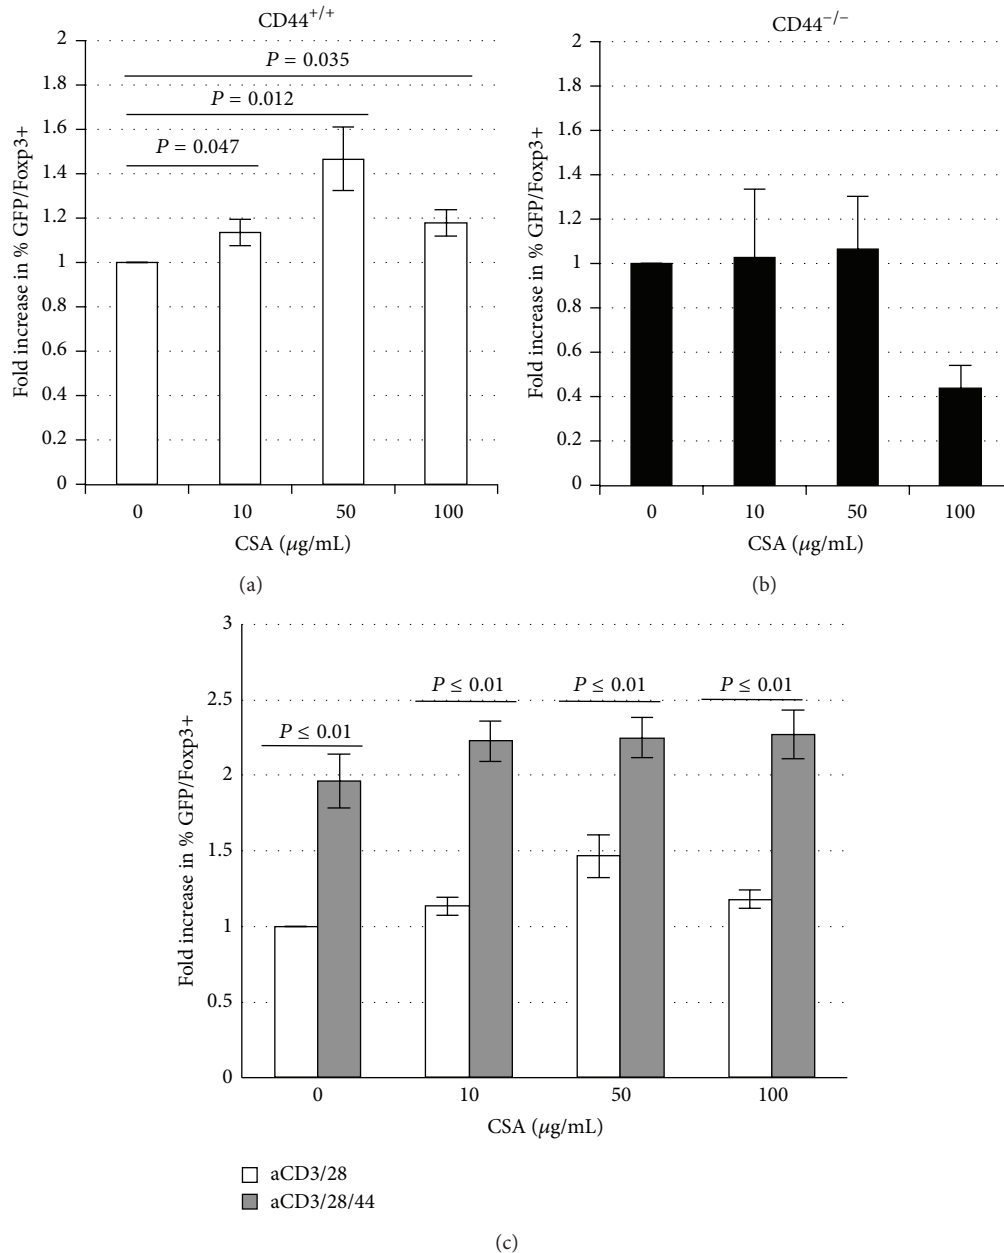 CD44+/+
2
1.8
1.6
1.4
1.2
1
0.8
0.6
0.4
0.2
0
Fold increase in % GFP/Foxp3+
P = 0.035
P = 0.012
P = 0.047
0 10 50 100
CSA (μg/mL)
(a)
CD44−/−
2
1.8
1.6
1.4
1.2
1
0.8
0.6
0.4
0.2
0
Fold increase in % GFP/Foxp3+
0 10 50 100
CSA (μg/mL)
(b)
3
2.5
2
1.5
1
0.5
0
Fold increase in % GFP/Foxp3+
P ≤ 0.01
P ≤ 0.01
P ≤ 0.01
P ≤ 0.01
0 10 50 100
CSA (μg/mL)
aCD3/28
aCD3/28/44
(c)